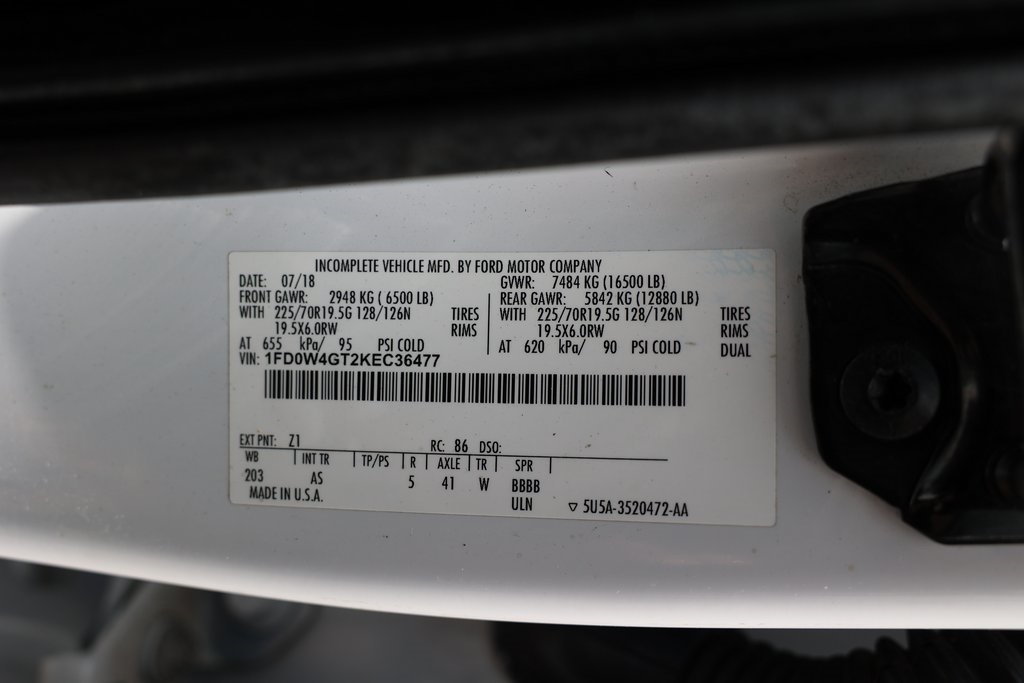 INCOMPLETE VEHICLE MFD. BY FORD MOTOR COMPANY
DATE: 07/18 GVWR: 7484 KG (16500 LB)
FRONT GAWR: 2948 KG ( 6500 LB) REAR GAWR: 5842 KG (12880 LB)
WITH 225/70R19.5G 128/126N TIRES WITH 225/70R19.5G 128/126N TIRES
19.5X6.0RW RIMS 19.5X6.0RW RIMS
AT 655 kPa/ 95 PSI COLD AT 620 kPa/ 90 PSI COLD DUAL
VIN: 1FD0W4GT2KEC36477
EXT PNT: Z1 RC: 86 DSO:
WB INT TR TP/PS R AXLE TR SPR
203 AS 5 41 W BBBB
MADE IN U.S.A. ULN ▽ 5U5A-3520472-AA